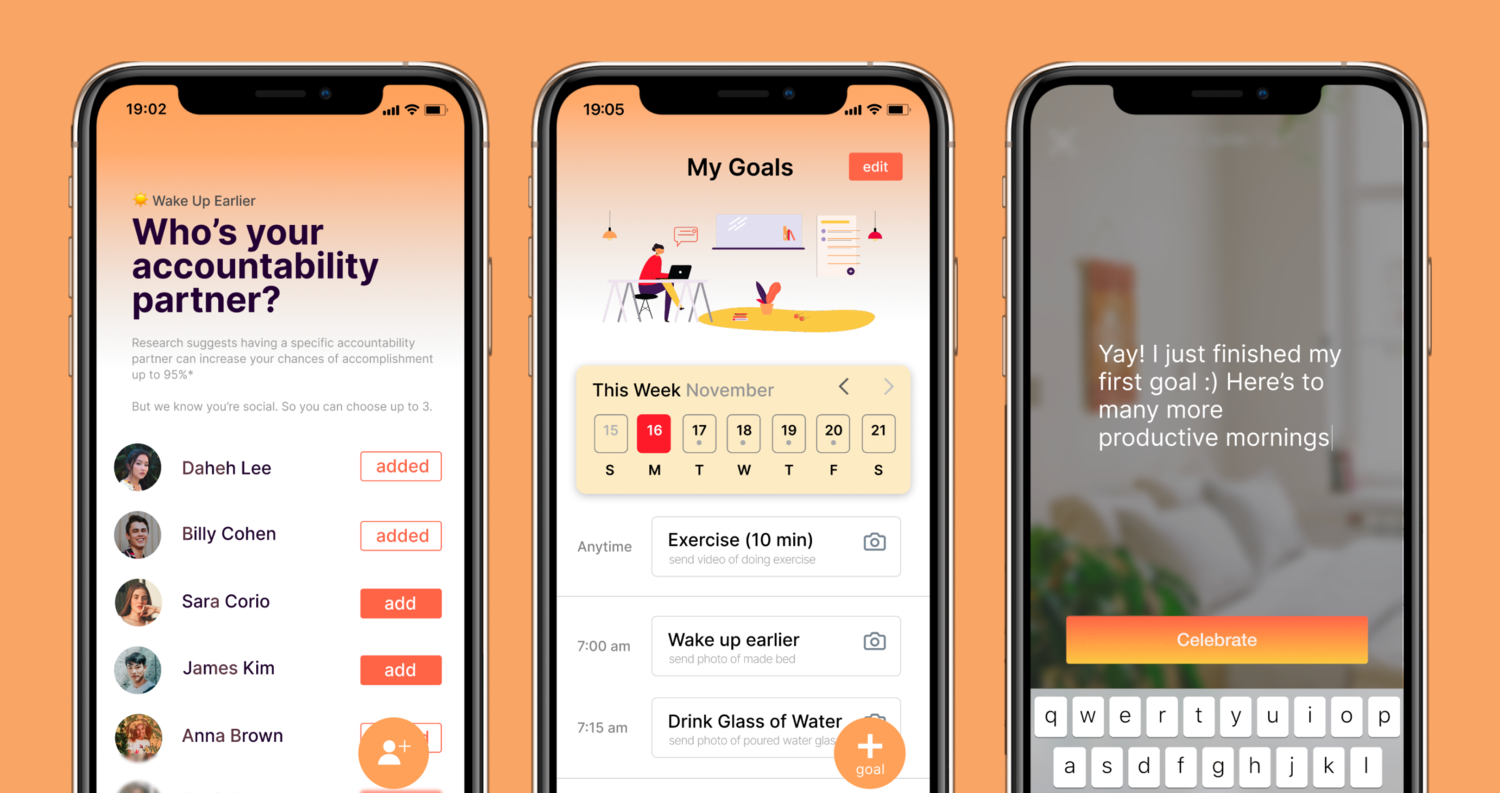 19:02
☀️ Wake Up Earlier
Who's your
accountability
partner?
Research suggests having a specific accountability
partner can increase your chances of accomplishment
up to 95%*
But we know you're social. So you can choose up to 3.
Daheh Lee added
Billy Cohen added
Sara Corio add
James Kim add
Anna Brown
19:05
My Goals edit
This Week November
15 16 17 18 19 20 21
S M T W T F S
Anytime
Exercise (10 min)
send video of doing exercise
7:00 am
Wake up earlier
send photo of made bed
7:15 am
Drink Glass of Water
send photo of poured water glas
+
goal
Yay! I just finished my
first goal :) Here's to
many more
productive mornings
Celebrate
q w e r t y u i o p
a s d f g h j k l